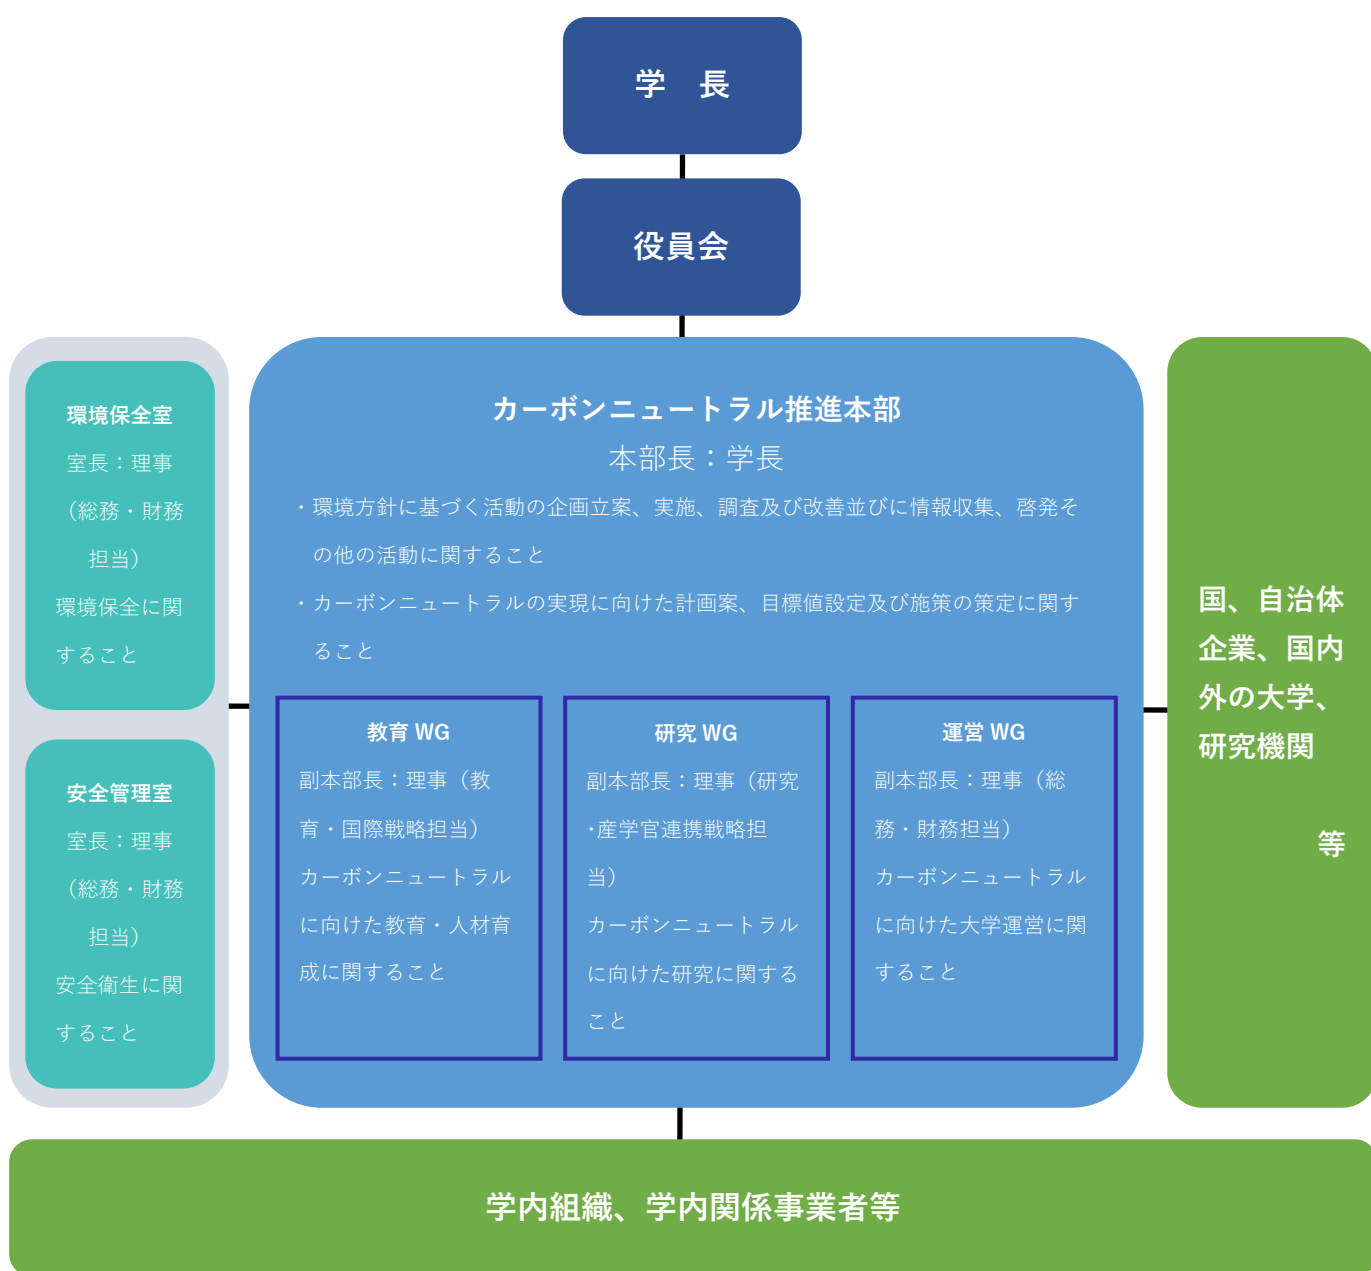 学　長
役員会
環境保全室
室長：理事
（総務・財務
担当）
環境保全に関
すること
安全管理室
室長：理事
（総務・財務
担当）
安全衛生に関
すること
カーボンニュートラル推進本部
本部長：学長
・環境方針に基づく活動の企画立案、実施、調査及び改善並びに情報収集、啓発そ
の他の活動に関すること
・カーボンニュートラルの実現に向けた計画案、目標値設定及び施策の策定に関す
ること
教育 WG
副本部長：理事（教
育・国際戦略担当）
カーボンニュートラル
に向けた教育・人材育
成に関すること
研究 WG
副本部長：理事（研究
・産学官連携戦略担
当）
カーボンニュートラル
に向けた研究に関する
こと
運営 WG
副本部長：理事（総
務・財務担当）
カーボンニュートラル
に向けた大学運営に関
すること
国、自治体
企業、国内
外の大学、
研究機関
等
学内組織、学内関係事業者等